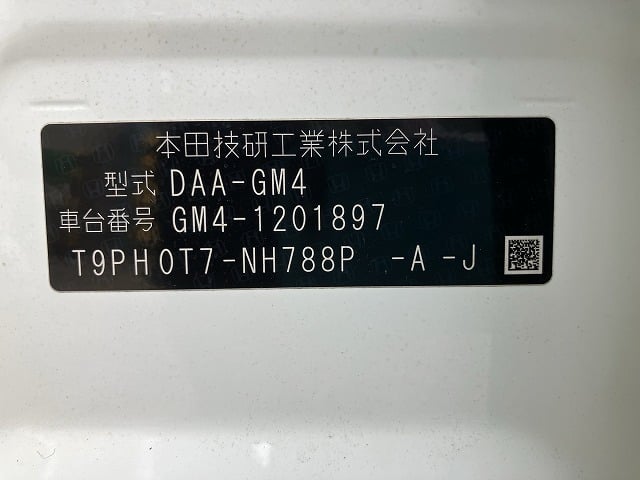 本田技研工業株式会社
型式 DAA-GM4
車台番号 GM4-1201897
T9PH0T7-NH788P -A -J